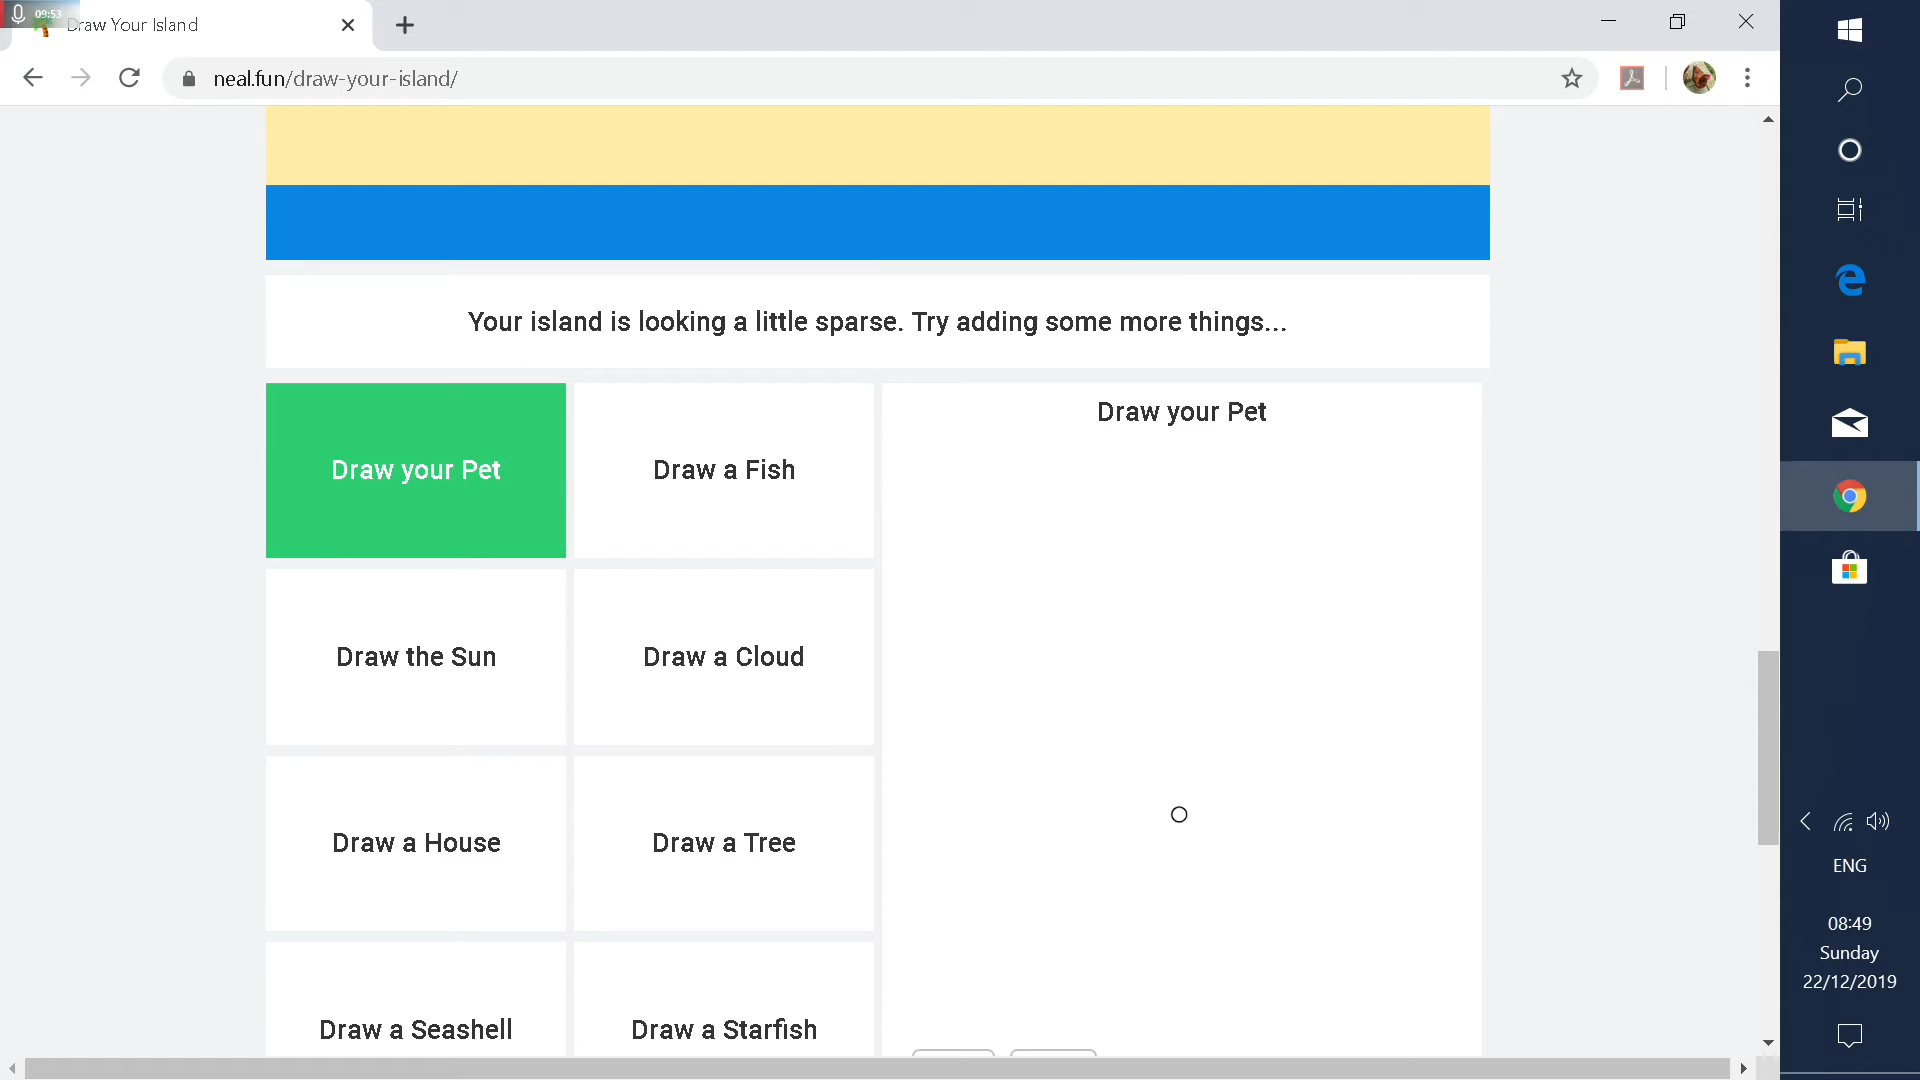 09:53
Draw Your Island
neal.fun/draw-your-island/
Your island is looking a little sparse. Try adding some more things...
Draw your Pet
Draw a Fish
Draw your Pet
Draw the Sun
Draw a Cloud
Draw a House
Draw a Tree
Draw a Seashell
Draw a Starfish
ENG
08:49
Sunday
22/12/2019